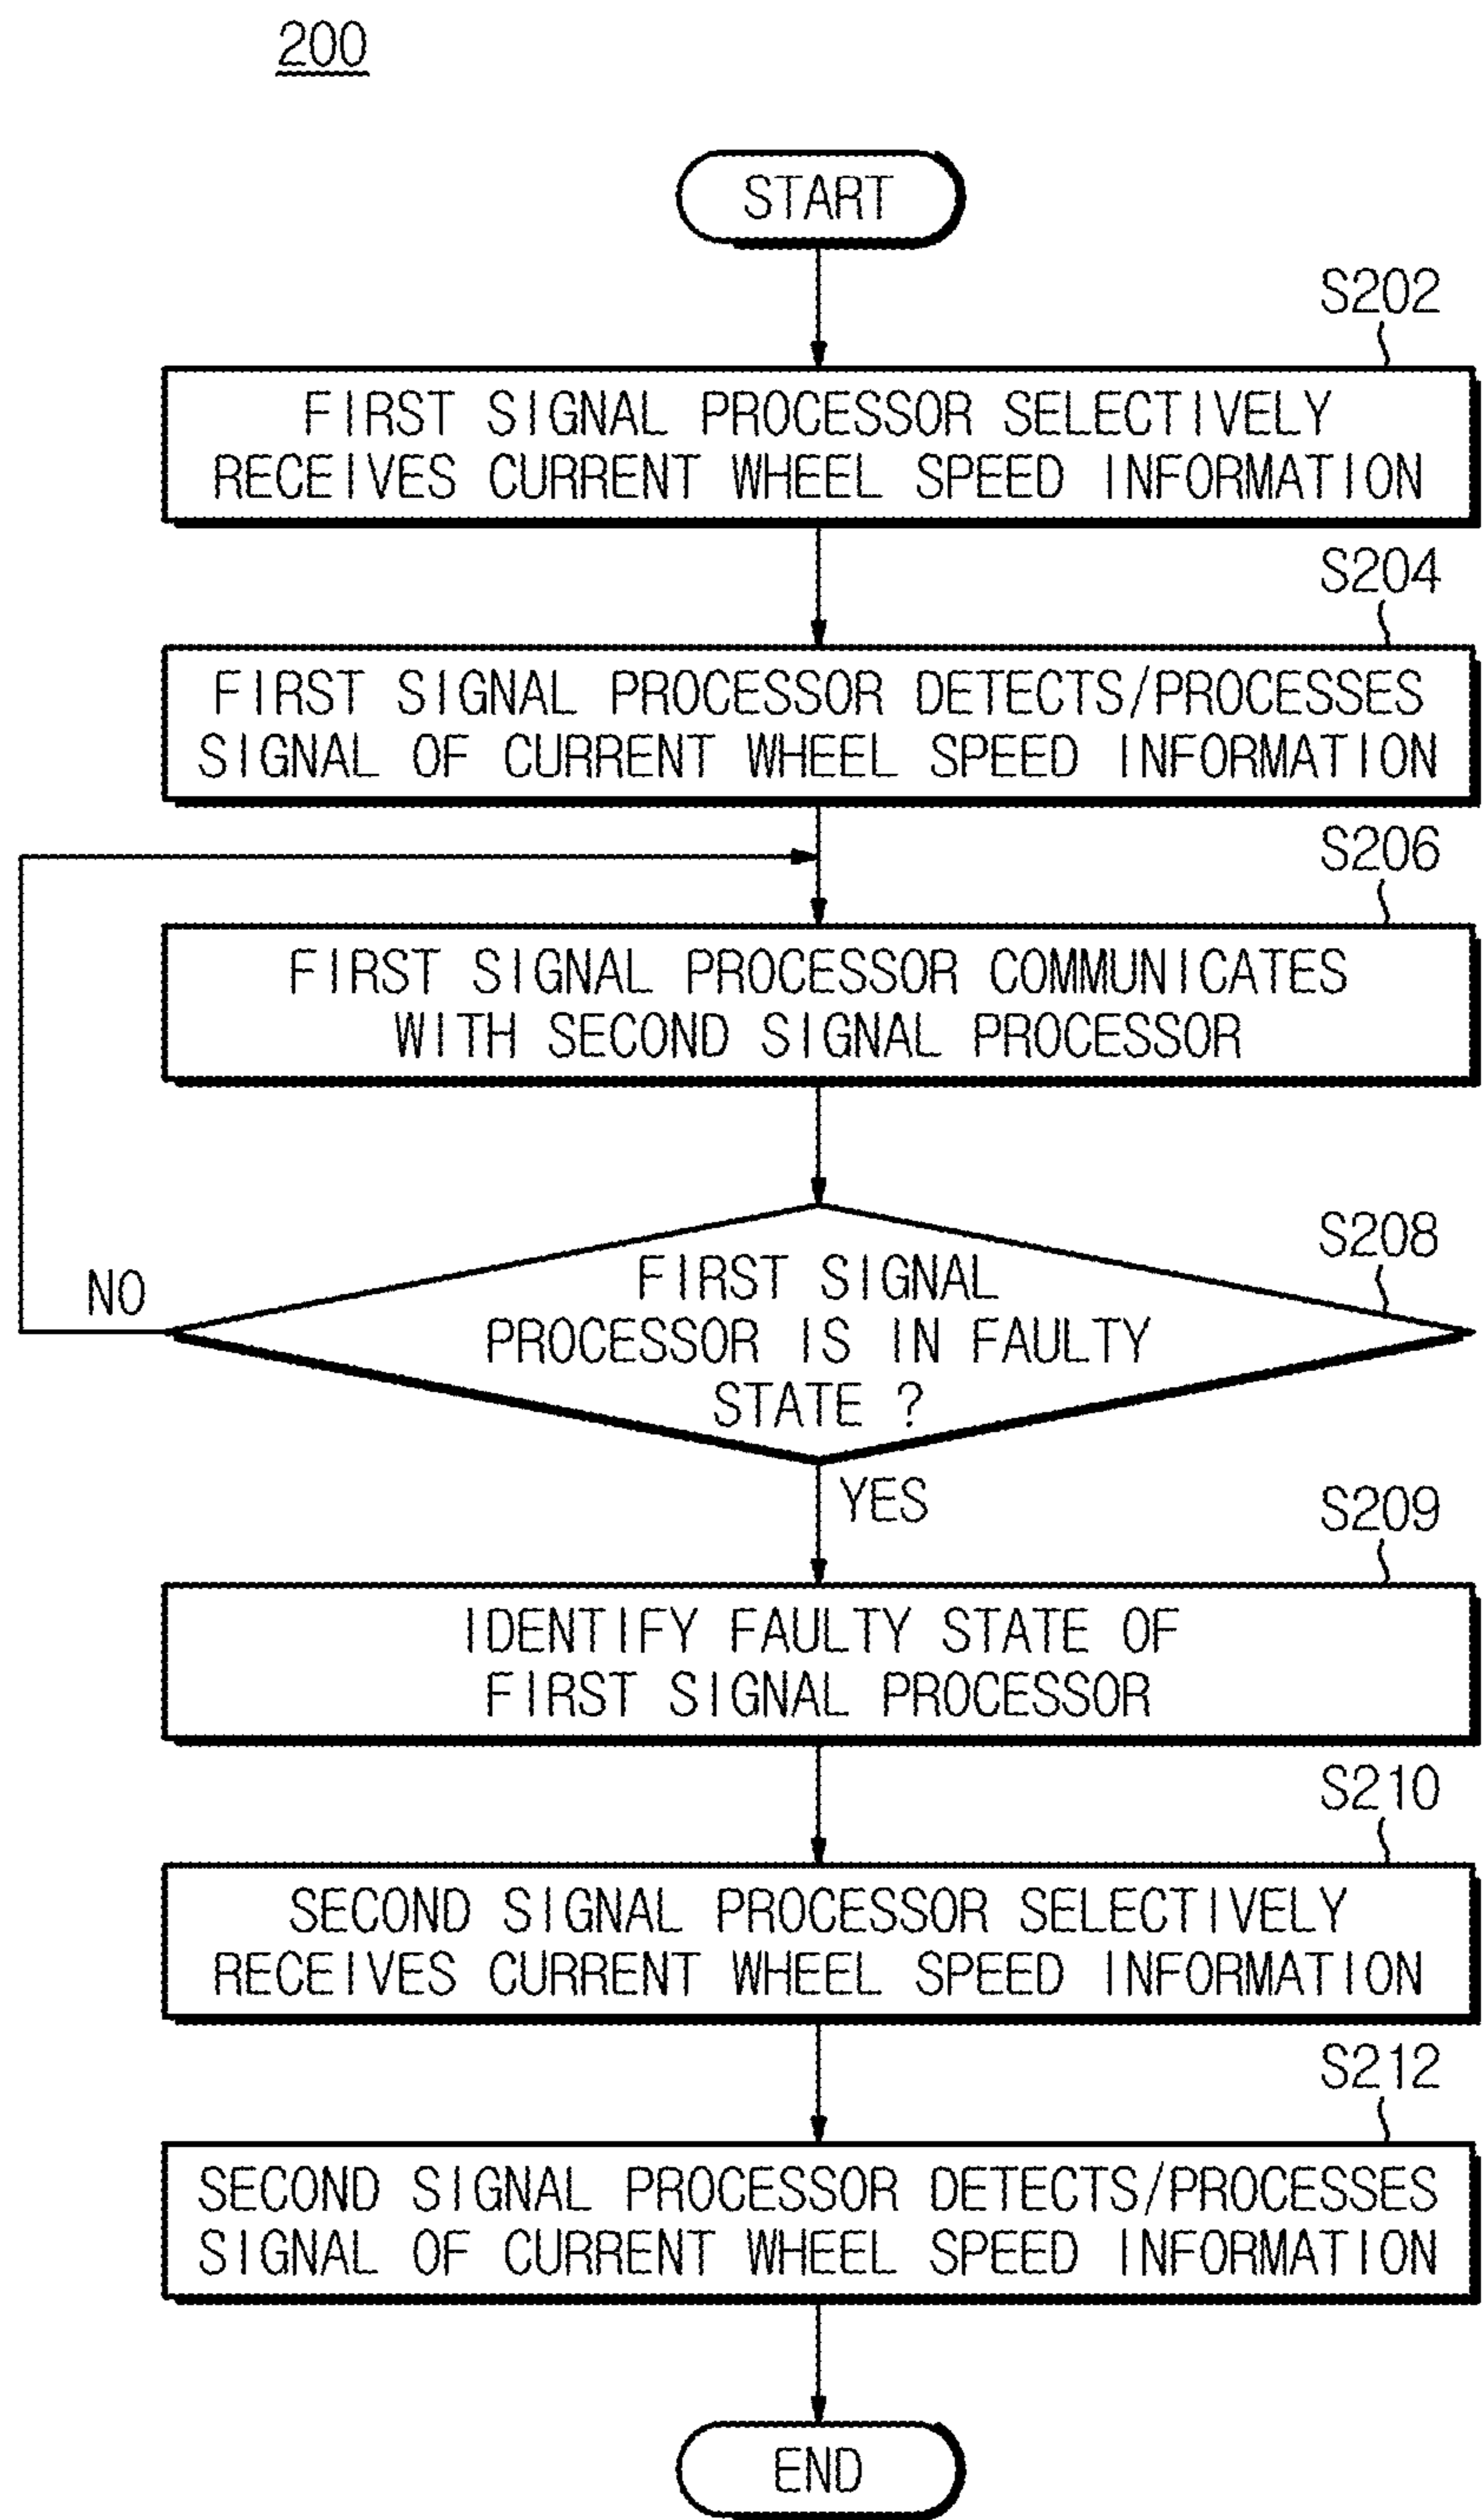 200
START
S202
FIRST SIGNAL PROCESSOR SELECTIVELY
RECEIVES CURRENT WHEEL SPEED INFORMATION
S204
FIRST SIGNAL PROCESSOR DETECTS/PROCESSES
SIGNAL OF CURRENT WHEEL SPEED INFORMATION
S206
FIRST SIGNAL PROCESSOR COMMUNICATES
WITH SECOND SIGNAL PROCESSOR
S208
FIRST SIGNAL
PROCESSOR IS IN FAULTY
STATE ?
NO
YES
S209
IDENTIFY FAULTY STATE OF
FIRST SIGNAL PROCESSOR
S210
SECOND SIGNAL PROCESSOR SELECTIVELY
RECEIVES CURRENT WHEEL SPEED INFORMATION
S212
SECOND SIGNAL PROCESSOR DETECTS/PROCESSES
SIGNAL OF CURRENT WHEEL SPEED INFORMATION
END